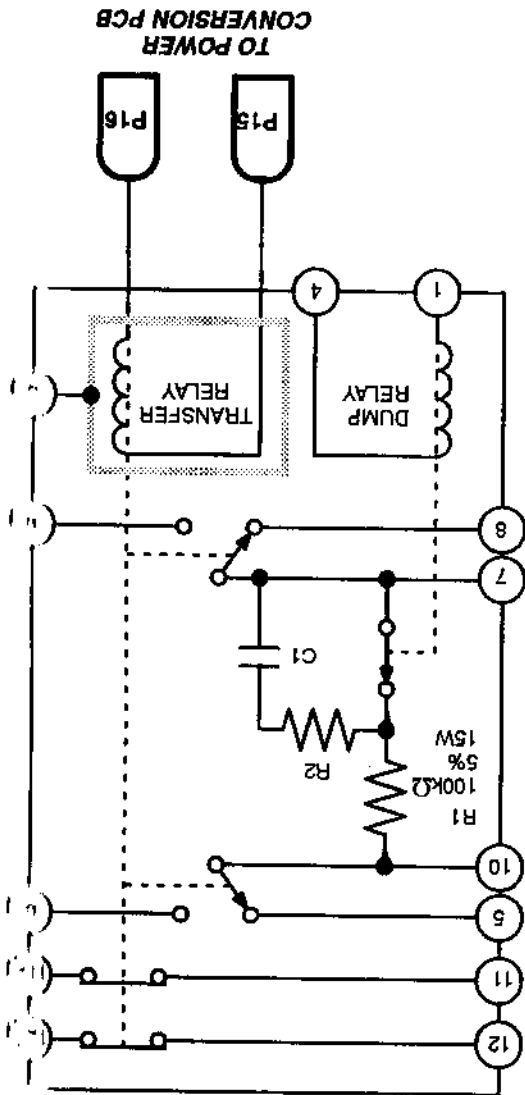 12
11
5
10
R1
100kΩ
5%
15W
R2
C1
7
8
DUMP
RELAY
TRANSFER
RELAY
1
4
P15
P16
TO POWER
CONVERSION PCB